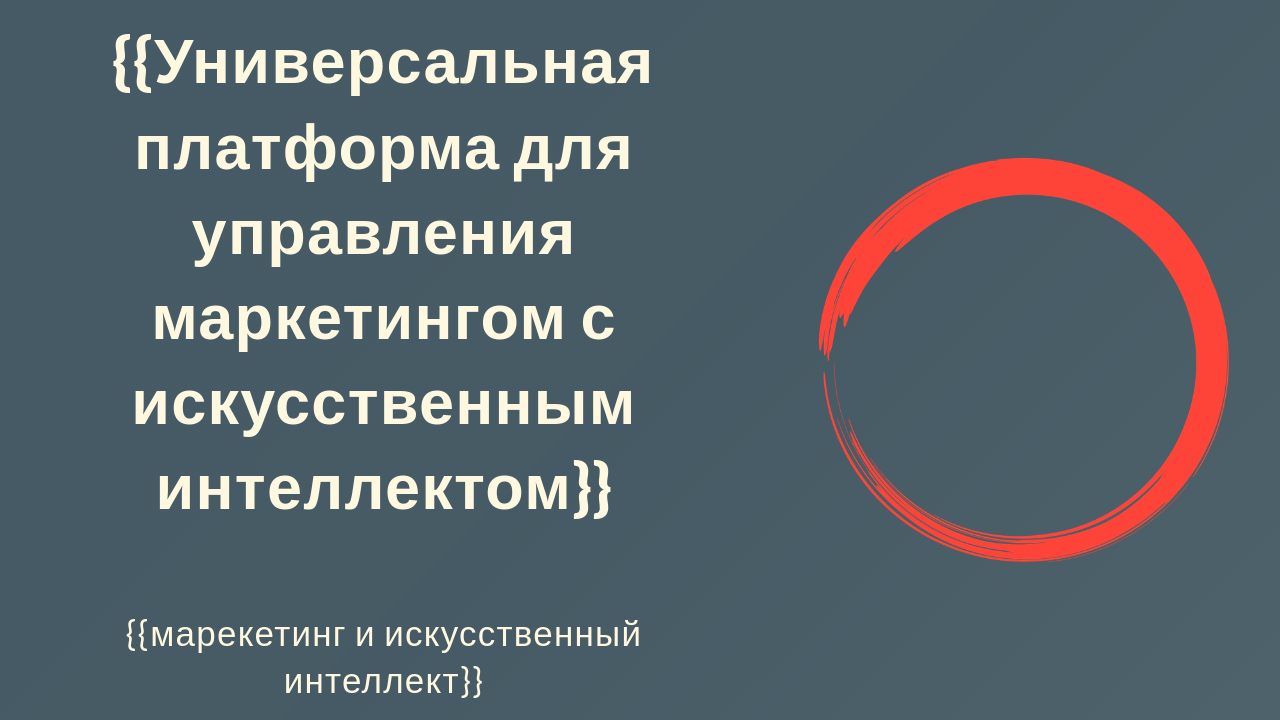 {{Универсальная
платформа для
управления
маркетингом с
искусственным
интеллектом}}
{{марекетинг и искусственный
интеллект}}